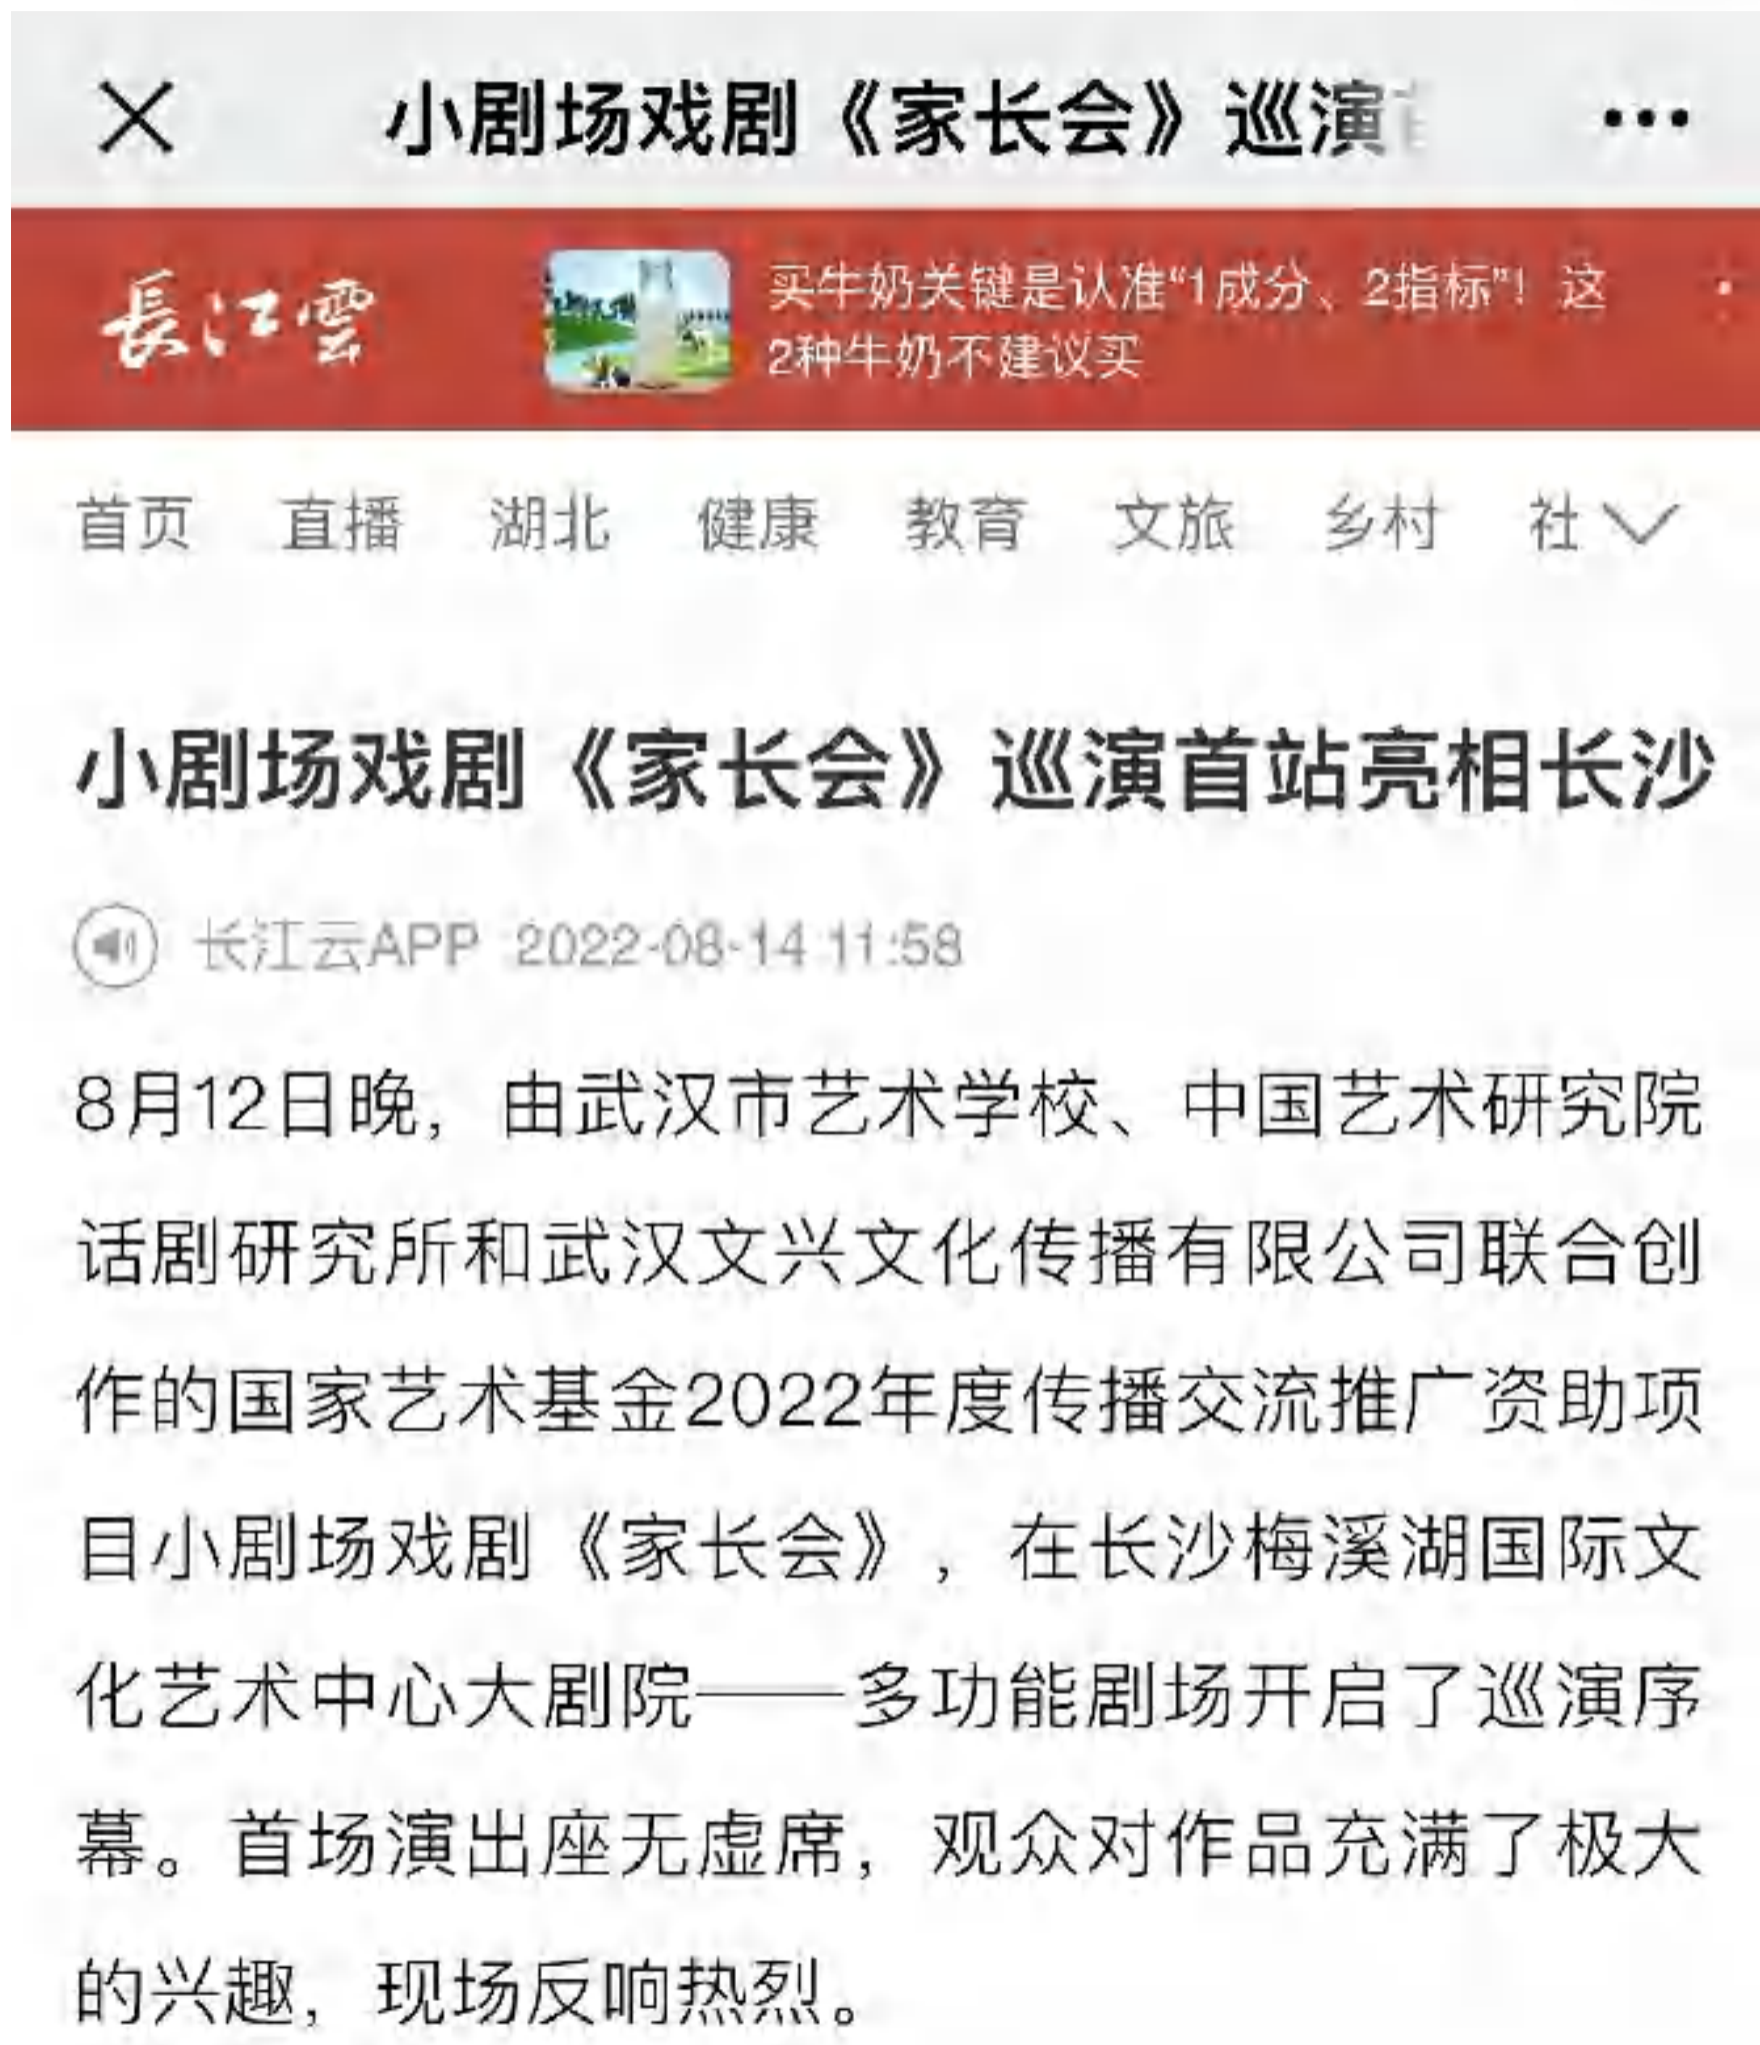 小剧场戏剧《家长会》巡演
長江雲
买牛奶关键是认准“1成分、2指标”！这
2种牛奶不建议买
首页 直播 湖北 健康 教育 文旅 乡村 社
小剧场戏剧《家长会》巡演首站亮相长沙
长江云APP 2022-08-14 11:58
8月12日晚，由武汉市艺术学校、中国艺术研究院
话剧研究所和武汉文兴文化传播有限公司联合创
作的国家艺术基金2022年度传播交流推广资助项
目小剧场戏剧《家长会》，在长沙梅溪湖国际文
化艺术中心大剧院——多功能剧场开启了巡演序
幕。首场演出座无虚席，观众对作品充满了极大
的兴趣，现场反响热烈。